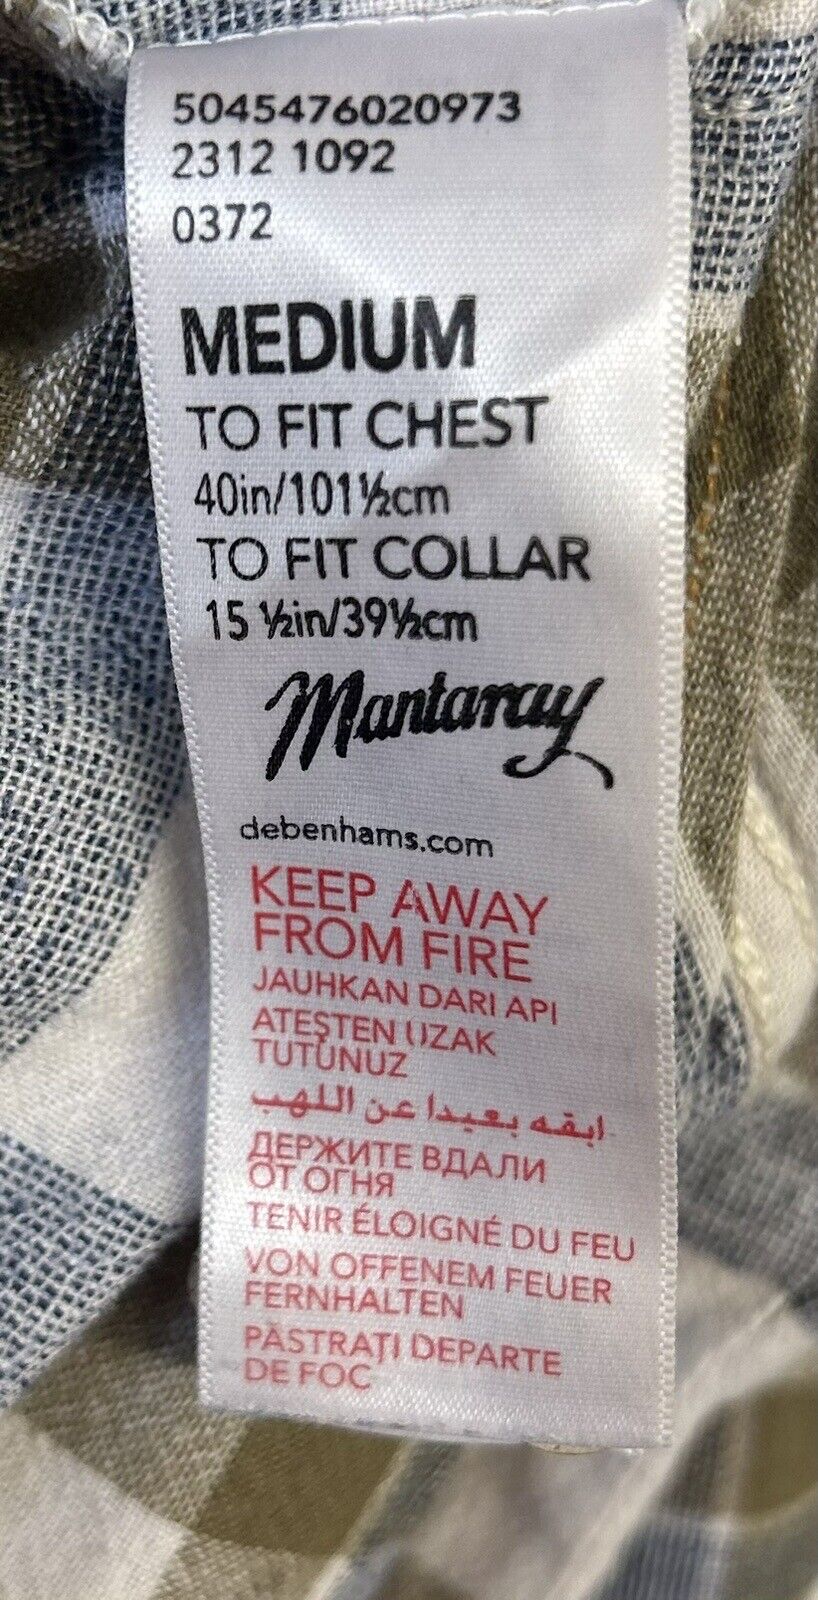 5045476020973
2312 1092
0372
MEDIUM
TO FIT CHEST
40in/101½cm
TO FIT COLLAR
15 ½in/39½cm
Mantaray
debenhams.com
KEEP AWAY
FROM FIRE
JAUHKAN DARI API
ATEŞTEN UZAK
TUTUNUZ
ابقه بعيدا عن اللهب
ДЕРЖИТЕ ВДАЛИ
ОТ ОГНЯ
TENIR ÉLOIGNÉ DU FEU
VON OFFENEM FEUER
FERNHALTEN
PĂSTRAȚI DEPARTE
DE FOC